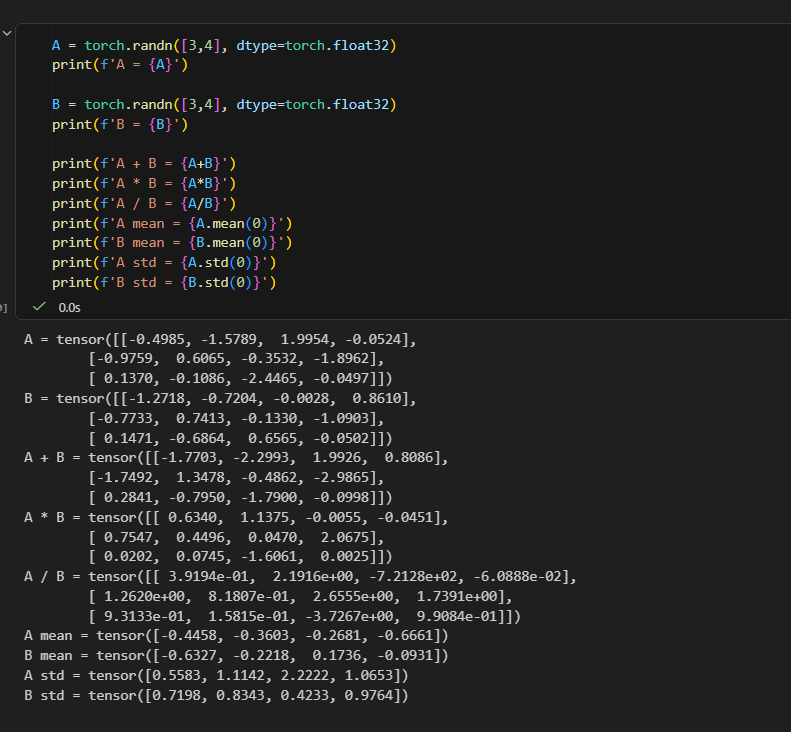 A = torch.randn([3,4], dtype=torch.float32)
print(f'A = {A}')
B = torch.randn([3,4], dtype=torch.float32)
print(f'B = {B}')
print(f'A + B = {A+B}')
print(f'A * B = {A*B}')
print(f'A / B = {A/B}')
print(f'A mean = {A.mean(0)}')
print(f'B mean = {B.mean(0)}')
print(f'A std = {A.std(0)}')
print(f'B std = {B.std(0)}')
0.0s
A = tensor([[-0.4985, -1.5789,  1.9954, -0.0524],
        [-0.9759,  0.6065, -0.3532, -1.8962],
        [ 0.1370, -0.1086, -2.4465, -0.0497]])
B = tensor([[-1.2718, -0.7204, -0.0028,  0.8610],
        [-0.7733,  0.7413, -0.1330, -1.0903],
        [ 0.1471, -0.6864,  0.6565, -0.0502]])
A + B = tensor([[-1.7703, -2.2993,  1.9926,  0.8086],
        [-1.7492,  1.3478, -0.4862, -2.9865],
        [ 0.2841, -0.7950, -1.7900, -0.0998]])
A * B = tensor([[ 0.6340,  1.1375, -0.0055, -0.0451],
        [ 0.7547,  0.4496,  0.0470,  2.0675],
        [ 0.0202,  0.0745, -1.6061,  0.0025]])
A / B = tensor([[ 3.9194e-01,  2.1916e+00, -7.2128e+02, -6.0888e-02],
        [ 1.2620e+00,  8.1807e-01,  2.6555e+00,  1.7391e+00],
        [ 9.3133e-01,  1.5815e-01, -3.7267e+00,  9.9084e-01]])
A mean = tensor([-0.4458, -0.3603, -0.2681, -0.6661])
B mean = tensor([-0.6327, -0.2218,  0.1736, -0.0931])
A std = tensor([0.5583, 1.1142, 2.2222, 1.0653])
B std = tensor([0.7198, 0.8343, 0.4233, 0.9764])